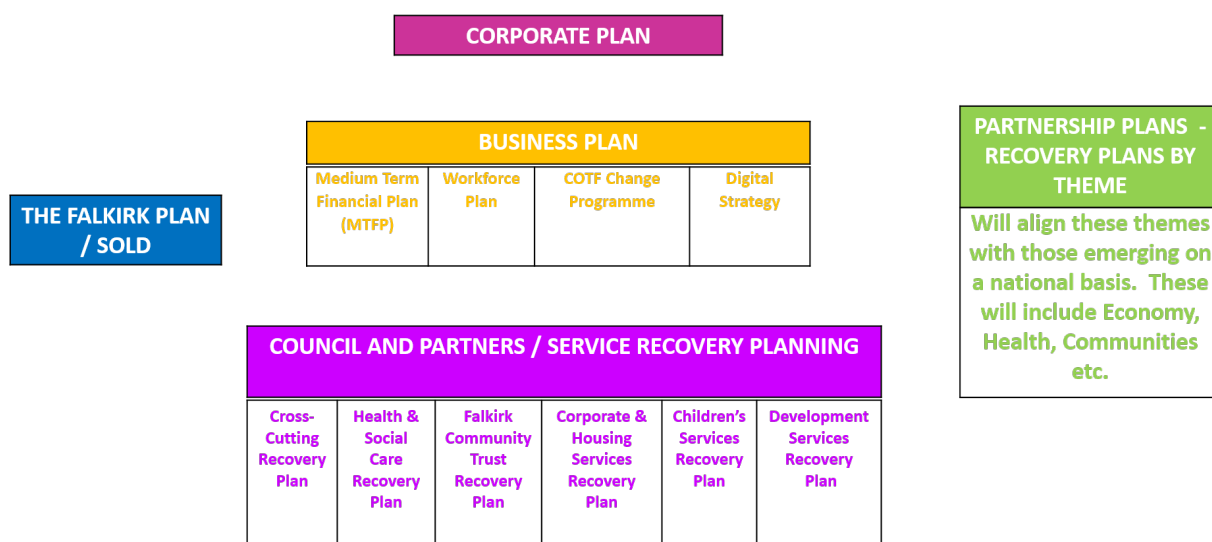 CORPORATE PLAN
BUSINESS PLAN
Medium Term
Financial Plan
(MTFP)
Workforce
Plan
COTF Change
Programme
Digital
Strategy
THE FALKIRK PLAN
/ SOLD
PARTNERSHIP PLANS -
RECOVERY PLANS BY
THEME
Will align these themes
with those emerging on
a national basis. These
will include Economy,
Health, Communities
etc.
COUNCIL AND PARTNERS / SERVICE RECOVERY PLANNING
Cross-
Cutting
Recovery
Plan
Health &
Social
Care
Recovery
Plan
Falkirk
Community
Trust
Recovery
Plan
Corporate &
Housing
Services
Recovery
Plan
Children’s
Services
Recovery
Plan
Development
Services
Recovery
Plan